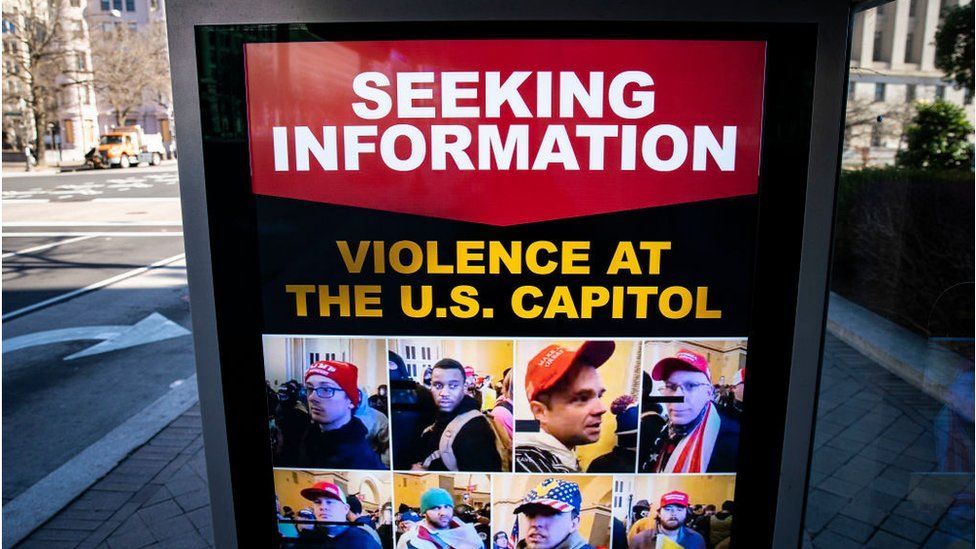 SEEKING
INFORMATION
VIOLENCE AT
THE U.S. CAPITOL